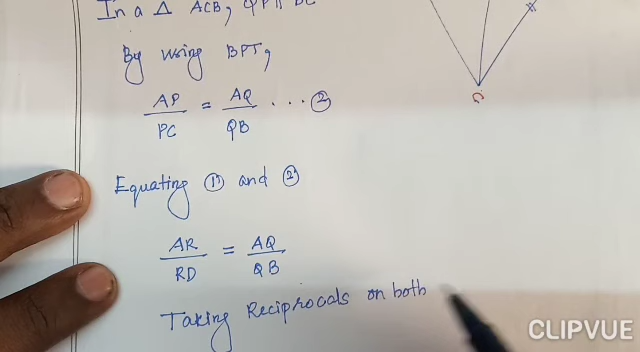 In a Δ ACB, QP || BC
By using BPT,
AP/PC = AQ/QB ... ②
Equating ① and ②
AR/RD = AQ/QB
Taking Reciprocals on both
CLIPVUE